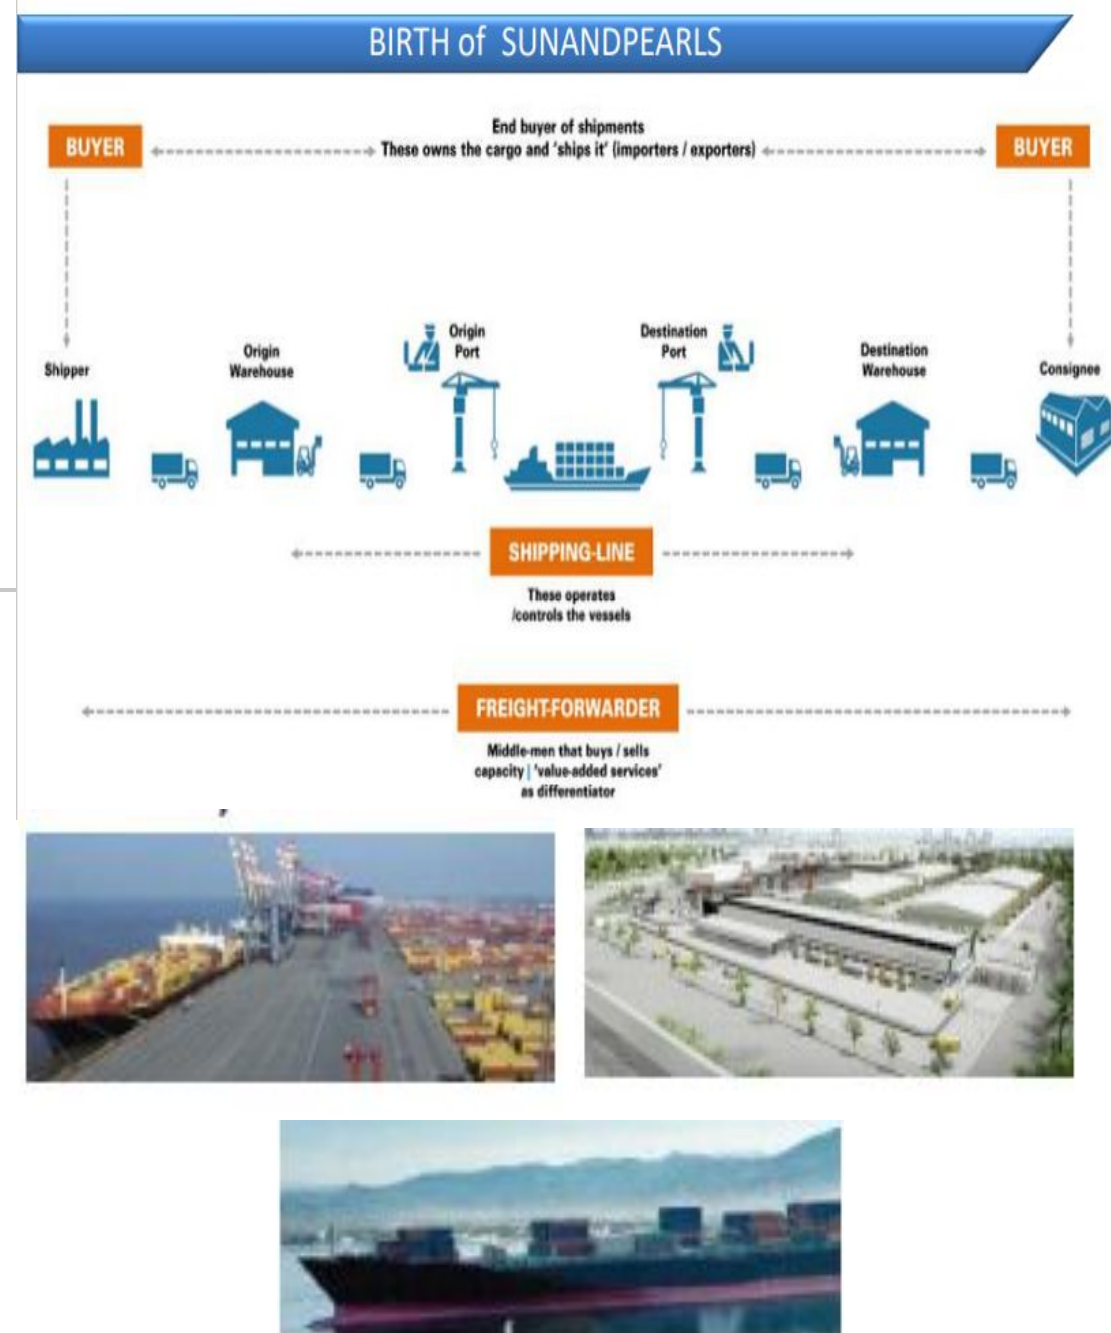 BIRTH of SUNANDPEARLS
BUYER
End buyer of shipments
These owns the cargo and 'ships it' (importers / exporters)
BUYER
Shipper
Origin
Warehouse
Origin
Port
Destination
Port
Destination
Warehouse
Consignee
SHIPPING-LINE
These operates
/controls the vessels
FREIGHT-FORWARDER
Middle-men that buys / sells
capacity | 'value-added services'
as differentiator